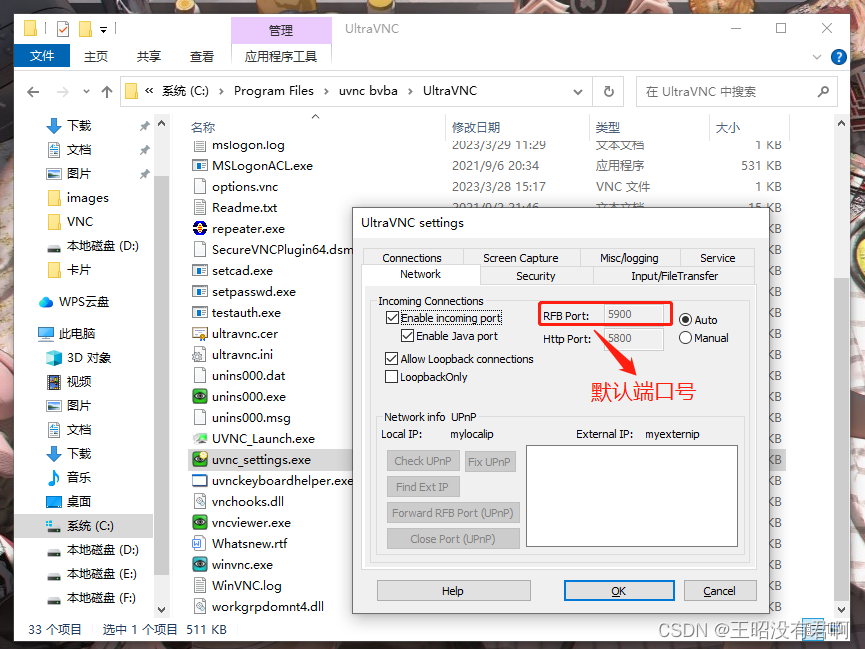 管理
UltraVNC
文件
主页
共享
查看
应用程序工具
« 系统 (C:) › Program Files › uvnc bvba › UltraVNC
在 UltraVNC 中搜索
下载
文档
图片
images
VNC
本地磁盘 (D:)
卡片
WPS云盘
此电脑
3D 对象
视频
图片
文档
下载
音乐
桌面
系统 (C:)
本地磁盘 (D:)
本地磁盘 (E:)
本地磁盘 (F:)
名称 修改日期 类型 大小
mslogon.log 2023/3/29 11:29 文本文档 1 KB
MSLogonACL.exe 2021/9/6 20:34 应用程序 531 KB
options.vnc 2023/3/28 15:17 VNC 文件 1 KB
Readme.txt 文本文档 15 KB
repeater.exe KB
SecureVNCPlugin64.dsm KB
setcad.exe KB
setpasswd.exe KB
testauth.exe KB
ultravnc.cer KB
ultravnc.ini KB
unins000.dat KB
unins000.exe KB
unins000.msg KB
UVNC_Launch.exe KB
uvnc_settings.exe KB
uvnckeyboardhelper.exe KB
vnchooks.dll KB
vncviewer.exe KB
Whatsnew.rtf KB
winvnc.exe KB
WinVNC.log KB
workgrpdomnt4.dll KB
UltraVNC settings
Connections
Screen Capture
Misc/logging
Service
Network
Security
Input/FileTransfer
Incoming Connections
Enable incoming port
Enable Java port
Allow Loopback connections
LoopbackOnly
RFB Port: 5900
Http Port: 5800
Auto
Manual
默认端口号
Network info UPnP
Local IP: mylocalip
External IP: myexternip
Check UPnP
Fix UPnP
Find Ext IP
Forward RFB Port (UPnP)
Close Port (UPnP)
Help
OK
Cancel
33 个项目 选中 1 个项目 511 KB
CSDN @王昭没有君啊